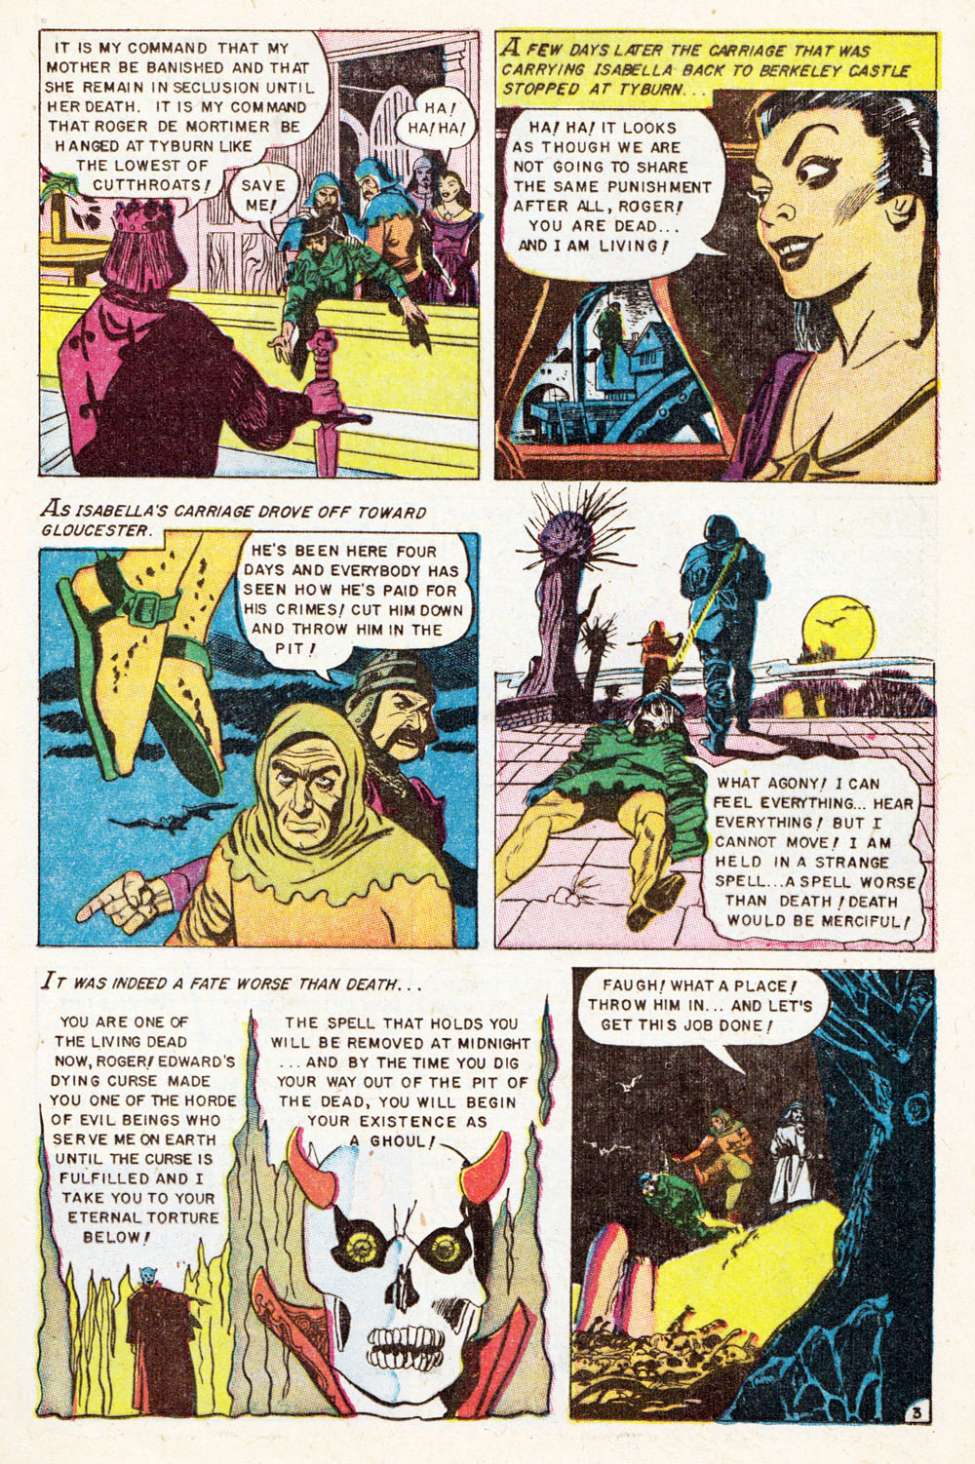 IT IS MY COMMAND THAT MY
MOTHER BE BANISHED AND THAT
SHE REMAIN IN SECLUSION UNTIL
HER DEATH. IT IS MY COMMAND
THAT ROGER DE MORTIMER BE
HANGED AT TYBURN LIKE
THE LOWEST OF
CUTTHROATS!
SAVE
ME!
HA!
HA! HA!
A FEW DAYS LATER THE CARRIAGE THAT WAS
CARRYING ISABELLA BACK TO BERKELEY CASTLE
STOPPED AT TYBURN...
HA! HA! IT LOOKS
AS THOUGH WE ARE
NOT GOING TO SHARE
THE SAME PUNISHMENT
AFTER ALL, ROGER!
YOU ARE DEAD...
AND I AM LIVING!
AS ISABELLA'S CARRIAGE DROVE OFF TOWARD
GLOUCESTER.
HE'S BEEN HERE FOUR
DAYS AND EVERYBODY HAS
SEEN HOW HE'S PAID FOR
HIS CRIMES! CUT HIM DOWN
AND THROW HIM IN THE
PIT!
WHAT AGONY! I CAN
FEEL EVERYTHING... HEAR
EVERYTHING! BUT I
CANNOT MOVE! I AM
HELD IN A STRANGE
SPELL...A SPELL WORSE
THAN DEATH! DEATH
WOULD BE MERCIFUL!
IT WAS INDEED A FATE WORSE THAN DEATH...
YOU ARE ONE OF
THE LIVING DEAD
NOW, ROGER! EDWARD'S
DYING CURSE MADE
YOU ONE OF THE HORDE
OF EVIL BEINGS WHO
SERVE ME ON EARTH
UNTIL THE CURSE IS
FULFILLED AND I
TAKE YOU TO YOUR
ETERNAL TORTURE
BELOW!
THE SPELL THAT HOLDS YOU
WILL BE REMOVED AT MIDNIGHT
...AND BY THE TIME YOU DIG
YOUR WAY OUT OF THE PIT OF
THE DEAD, YOU WILL BEGIN
YOUR EXISTENCE AS
A GHOUL!
FAUGH! WHAT A PLACE!
THROW HIM IN... AND LET'S
GET THIS JOB DONE!
3